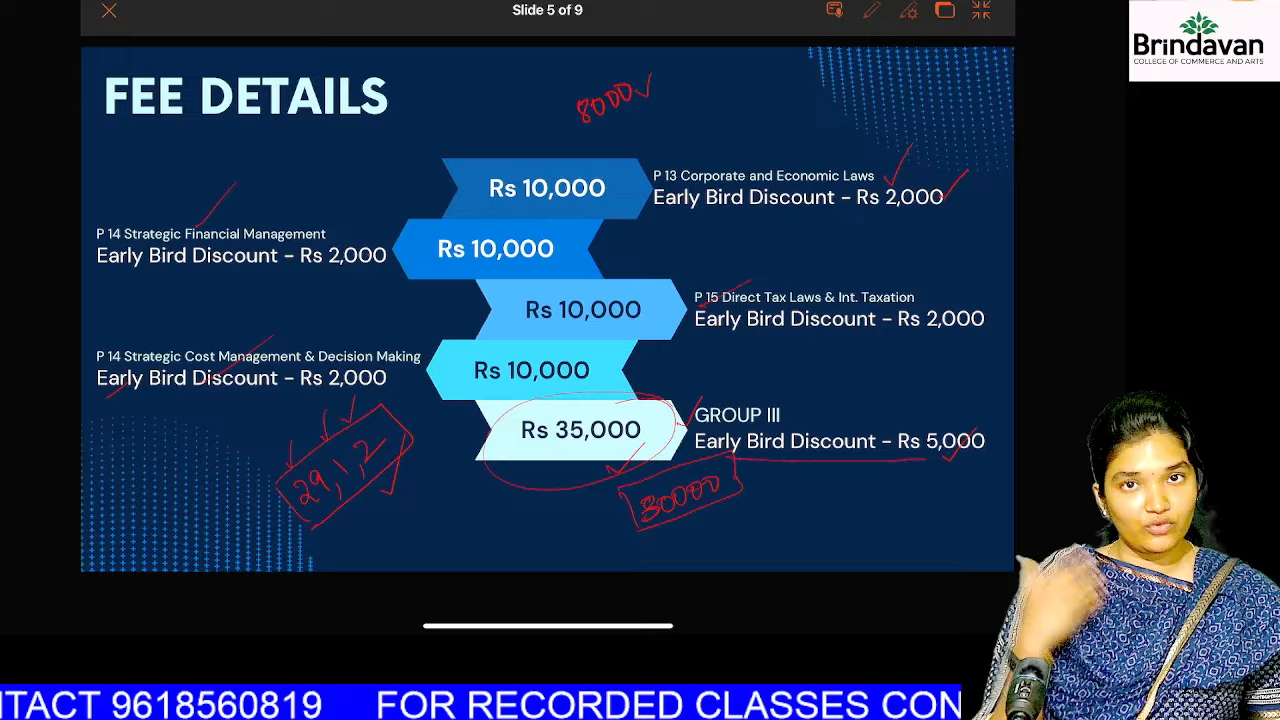 Slide 5 of 9
Brindavan
COLLEGE OF COMMERCE AND ARTS
FEE DETAILS
8000
Rs 10,000
P 13 Corporate and Economic Laws
Early Bird Discount - Rs 2,000
P 14 Strategic Financial Management
Early Bird Discount - Rs 2,000
Rs 10,000
Rs 10,000
P 15 Direct Tax Laws & Int. Taxation
Early Bird Discount - Rs 2,000
P 14 Strategic Cost Management & Decision Making
Early Bird Discount - Rs 2,000
Rs 10,000
Rs 35,000
GROUP III
Early Bird Discount - Rs 5,000
29, 1, 2
30000
NTACT 9618560819 FOR RECORDED CLASSES CON